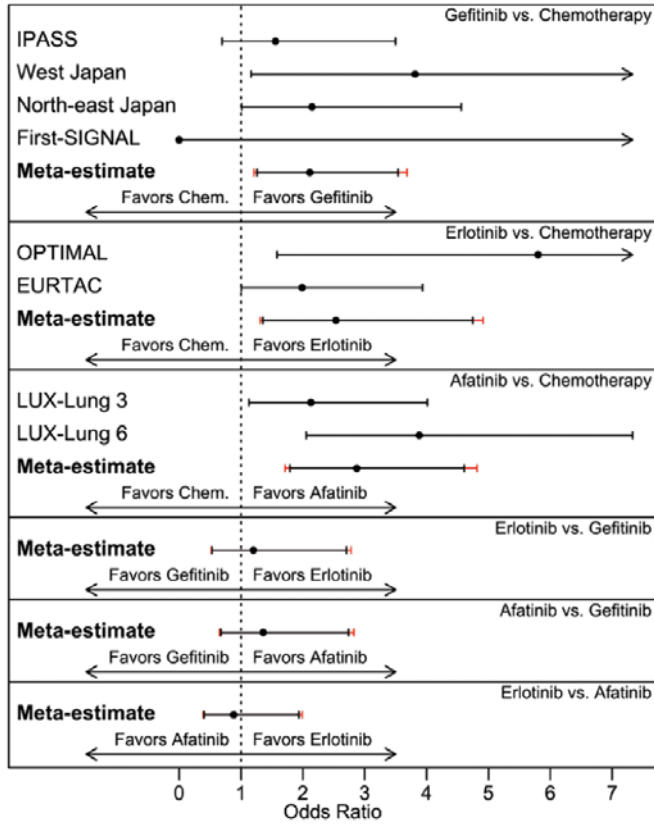 Gefitinib vs. Chemotherapy
IPASS
West Japan
North-east Japan
First-SIGNAL
Meta-estimate
Favors Chem. Favors Gefitinib
Erlotinib vs. Chemotherapy
OPTIMAL
EURTAC
Meta-estimate
Favors Chem. Favors Erlotinib
Afatinib vs. Chemotherapy
LUX-Lung 3
LUX-Lung 6
Meta-estimate
Favors Chem. Favors Afatinib
Erlotinib vs. Gefitinib
Meta-estimate
Favors Gefitinib Favors Erlotinib
Afatinib vs. Gefitinib
Meta-estimate
Favors Gefitinib Favors Afatinib
Erlotinib vs. Afatinib
Meta-estimate
Favors Afatinib Favors Erlotinib
0 1 2 3 4 5 6 7
Odds Ratio